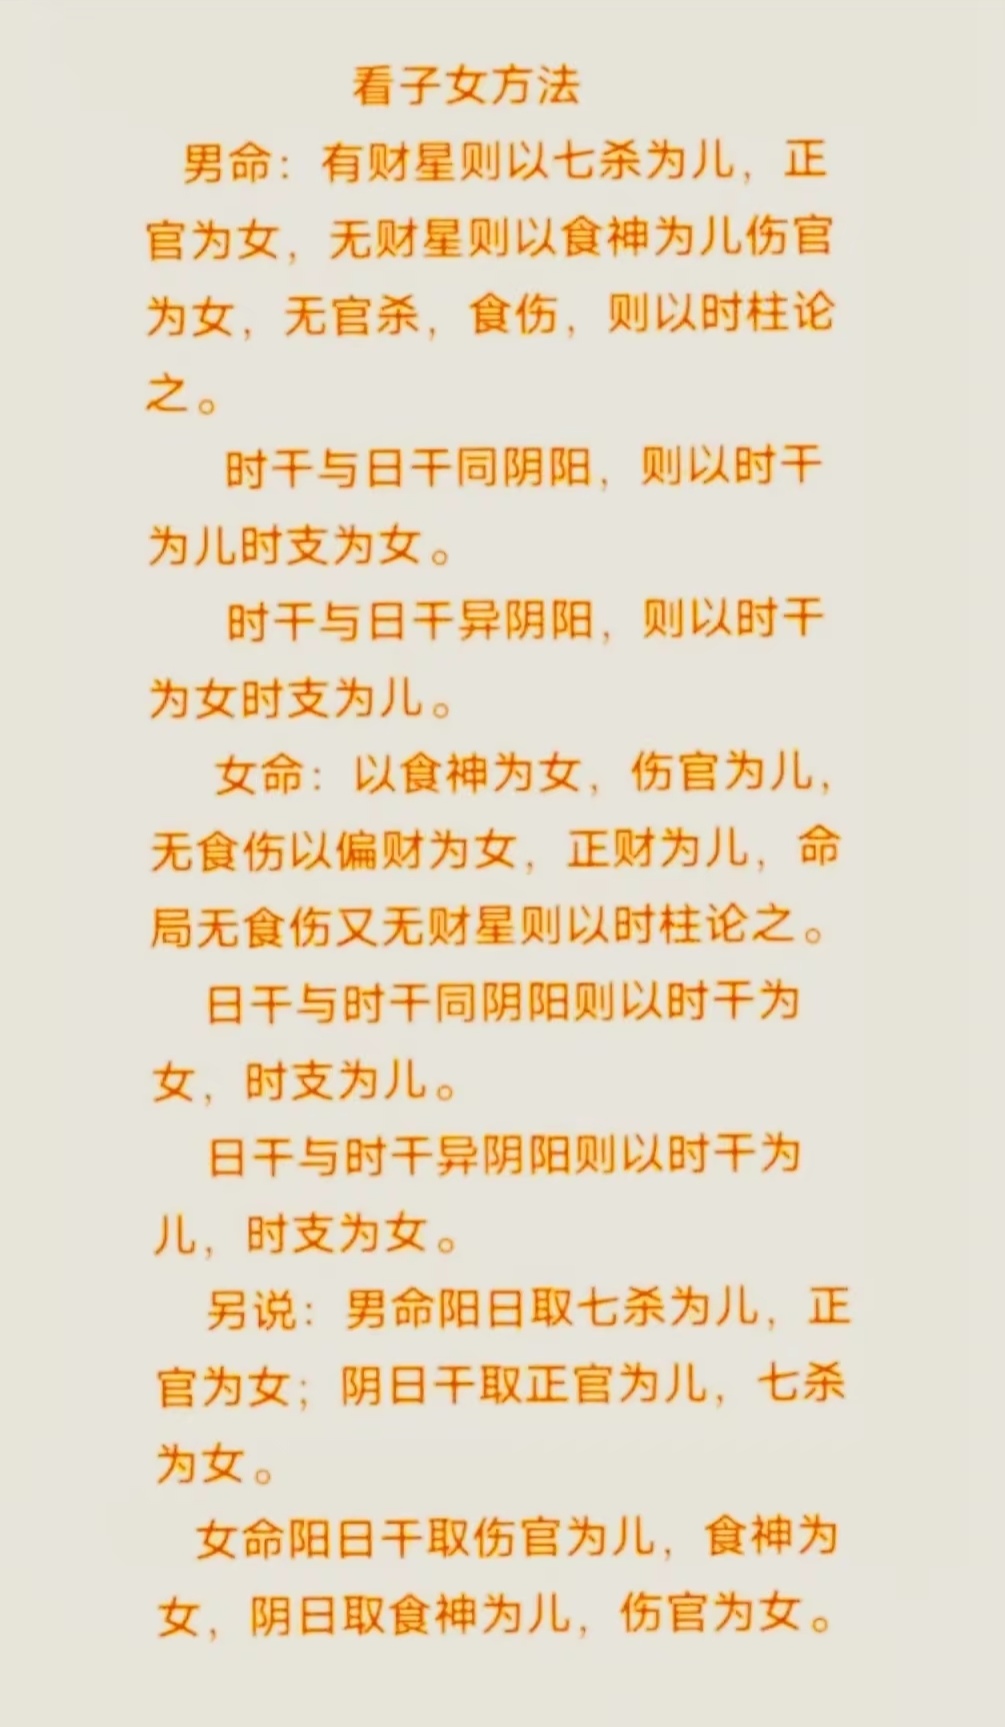 看子女方法
男命：有财星则以七杀为儿，正
官为女，无财星则以食神为儿伤官
为女，无官杀，食伤，则以时柱论
之。
时干与日干同阴阳，则以时干
为儿时支为女。
时干与日干异阴阳，则以时干
为女时支为儿。
女命：以食神为女，伤官为儿，
无食伤以偏财为女，正财为儿，命
局无食伤又无财星则以时柱论之。
日干与时干同阴阳则以时干为
女，时支为儿。
日干与时干异阴阳则以时干为
儿，时支为女。
另说：男命阳日取七杀为儿，正
官为女；阴日干取正官为儿，七杀
为女。
女命阳日干取伤官为儿，食神为
女，阴日取食神为儿，伤官为女。